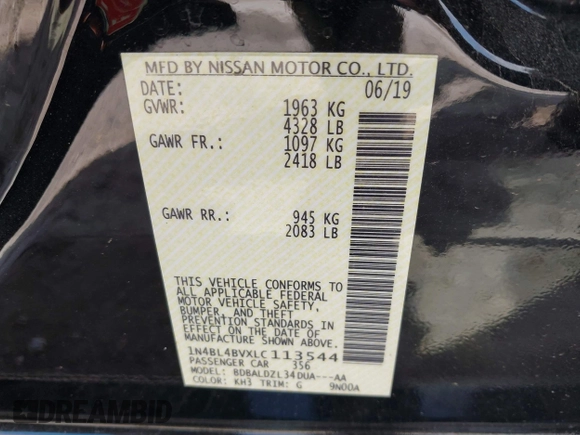 MFD BY NISSAN MOTOR CO., LTD.
DATE: 06/19
GVWR: 1963 KG
4328 LB
GAWR FR.: 1097 KG
2418 LB
GAWR RR.: 945 KG
2083 LB
THIS VEHICLE CONFORMS TO
ALL APPLICABLE FEDERAL
MOTOR VEHICLE SAFETY,
BUMPER, AND THEFT
PREVENTION STANDARDS IN
EFFECT ON THE DATE OF
MANUFACTURE SHOWN ABOVE.
1N4BL4BVXLC113544
PASSENGER CAR 356
MODEL: BDBALDZL34DUA---AA
COLOR: KH3 TRIM: G 9N00A
DREAMBID